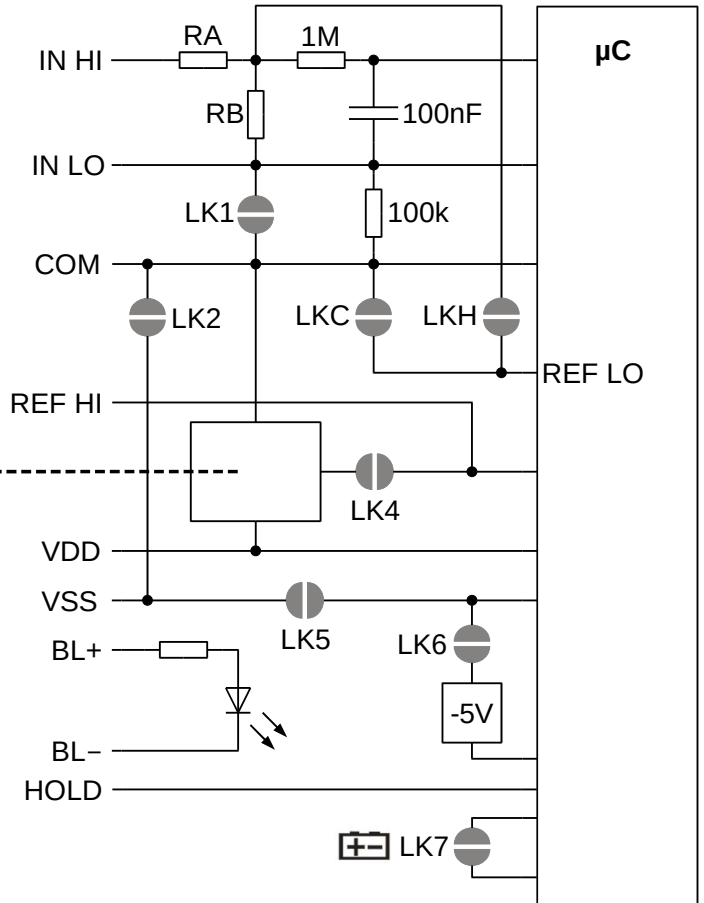 RA
1M
IN HI
µC
RB
100nF
IN LO
LK1
100k
COM
LK2
LKC
LKH
REF LO
REF HI
LK4
VDD
VSS
LK5
LK6
BL+
-5V
BL−
HOLD
LK7